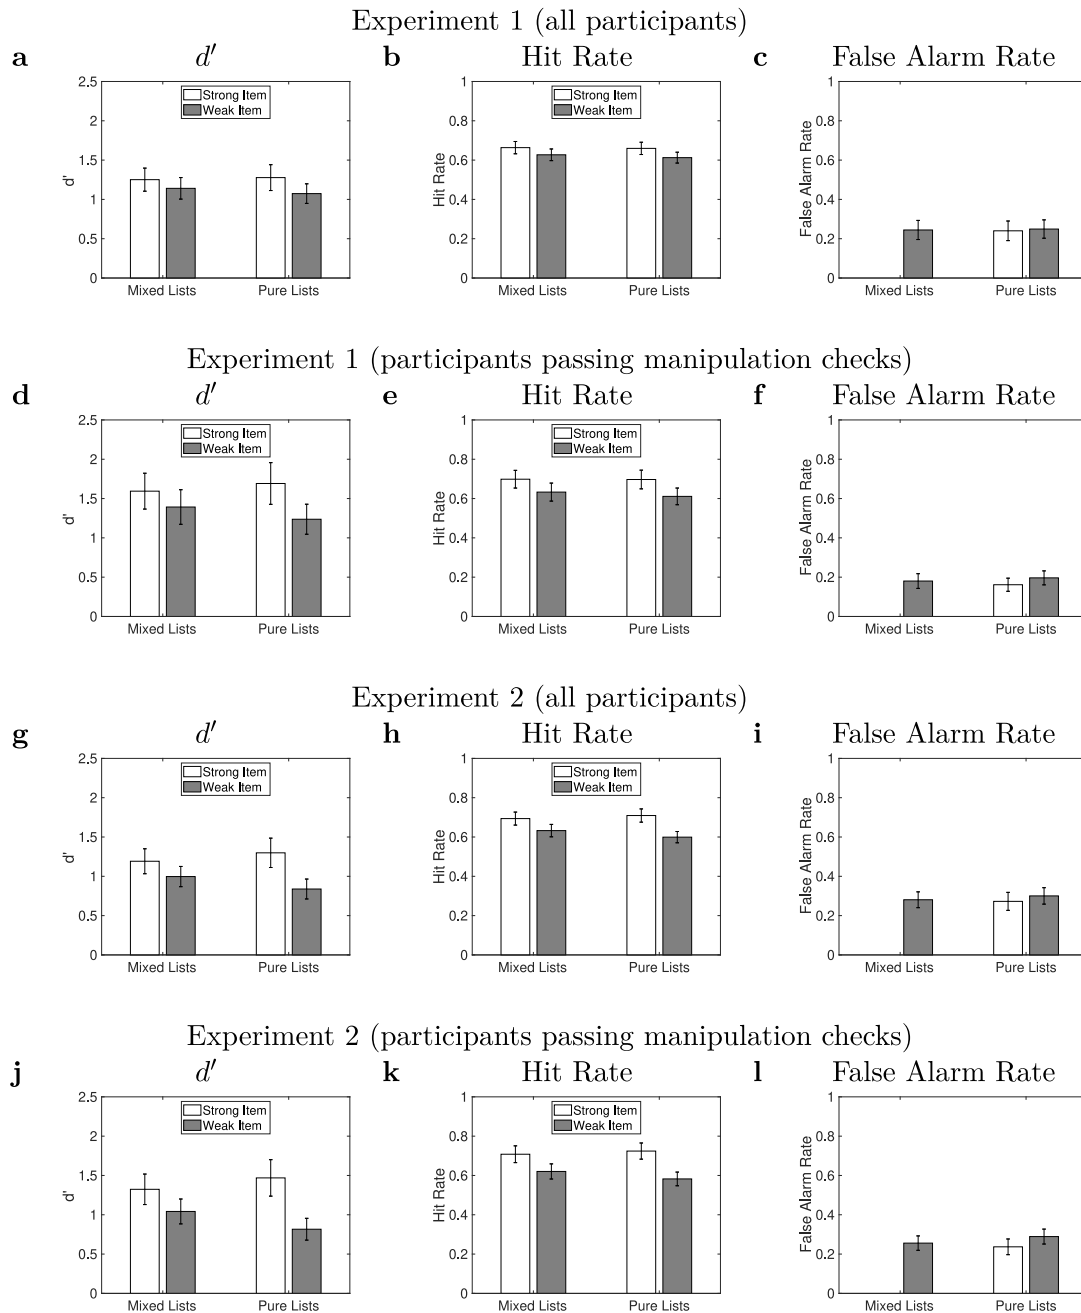 Experiment 1 (all participants)
a d′ b Hit Rate c False Alarm Rate
2.5
2
1.5
1
0.5
0
d'
Strong Item
Weak Item
Mixed Lists Pure Lists
1
0.8
0.6
0.4
0.2
0
Hit Rate
Strong Item
Weak Item
Mixed Lists Pure Lists
1
0.8
0.6
0.4
0.2
0
False Alarm Rate
Mixed Lists Pure Lists
Experiment 1 (participants passing manipulation checks)
d d′ e Hit Rate f False Alarm Rate
2.5
2
1.5
1
0.5
0
d'
Strong Item
Weak Item
Mixed Lists Pure Lists
1
0.8
0.6
0.4
0.2
0
Hit Rate
Strong Item
Weak Item
Mixed Lists Pure Lists
1
0.8
0.6
0.4
0.2
0
False Alarm Rate
Mixed Lists Pure Lists
Experiment 2 (all participants)
g d′ h Hit Rate i False Alarm Rate
2.5
2
1.5
1
0.5
0
d'
Strong Item
Weak Item
Mixed Lists Pure Lists
1
0.8
0.6
0.4
0.2
0
Hit Rate
Strong Item
Weak Item
Mixed Lists Pure Lists
1
0.8
0.6
0.4
0.2
0
False Alarm Rate
Mixed Lists Pure Lists
Experiment 2 (participants passing manipulation checks)
j d′ k Hit Rate l False Alarm Rate
2.5
2
1.5
1
0.5
0
d'
Strong Item
Weak Item
Mixed Lists Pure Lists
1
0.8
0.6
0.4
0.2
0
Hit Rate
Strong Item
Weak Item
Mixed Lists Pure Lists
1
0.8
0.6
0.4
0.2
0
False Alarm Rate
Mixed Lists Pure Lists